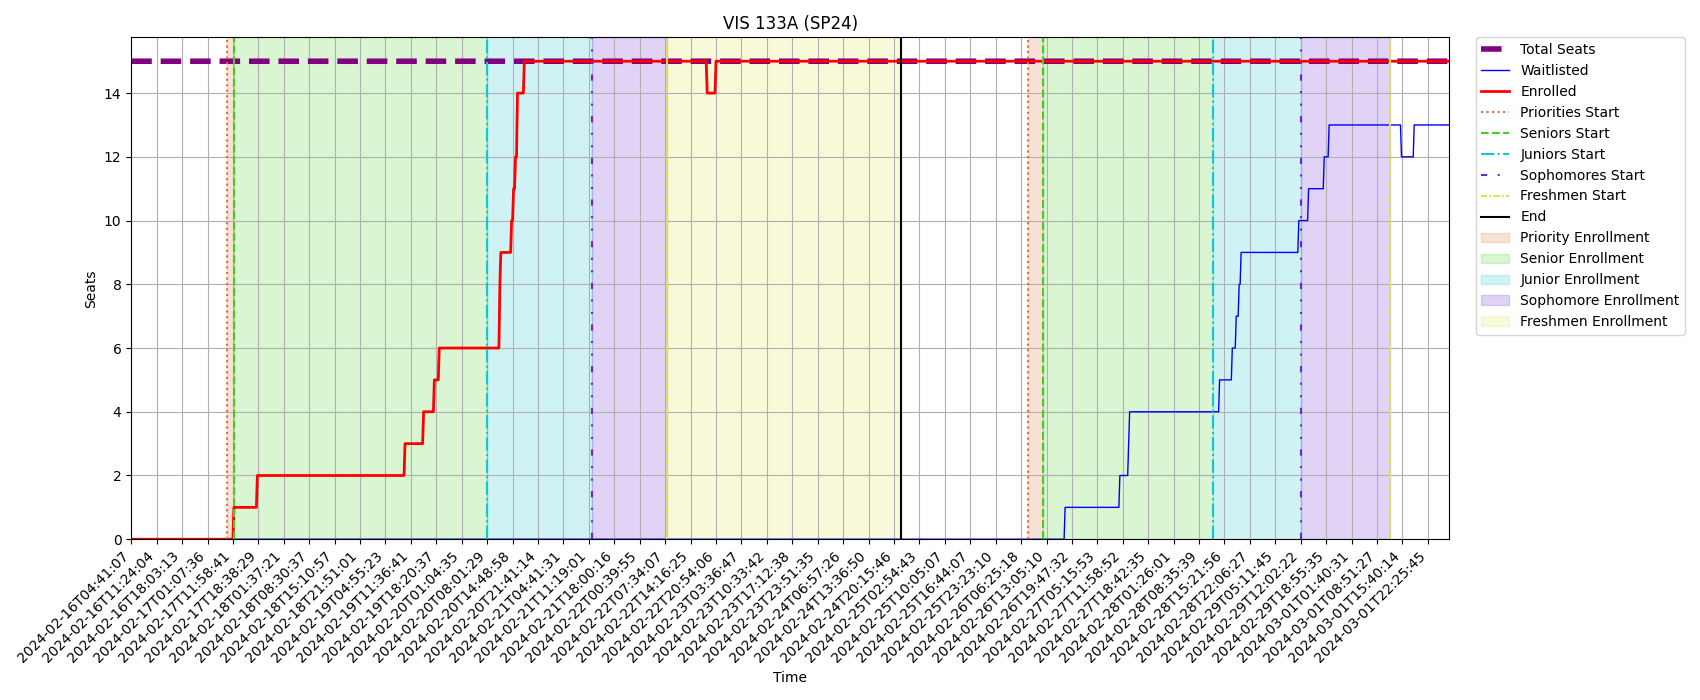 VIS 133A (SP24)
Seats
14
12
10
8
6
4
2
0
2024-02-16T04:41:07
2024-02-16T11:24:04
2024-02-16T18:03:13
2024-02-17T01:07:36
2024-02-17T11:58:41
2024-02-17T18:38:29
2024-02-18T01:37:21
2024-02-18T08:30:37
2024-02-18T15:10:57
2024-02-18T21:51:01
2024-02-19T04:55:23
2024-02-19T11:36:41
2024-02-19T18:20:37
2024-02-20T01:04:35
2024-02-20T08:01:29
2024-02-20T14:48:58
2024-02-20T21:41:14
2024-02-21T04:41:31
2024-02-21T11:19:01
2024-02-21T18:00:16
2024-02-22T00:39:55
2024-02-22T07:34:07
2024-02-22T14:16:25
2024-02-22T20:54:06
2024-02-23T03:36:47
2024-02-23T10:33:42
2024-02-23T17:12:38
2024-02-23T23:51:35
2024-02-24T06:57:26
2024-02-24T13:36:50
2024-02-24T20:15:46
2024-02-25T02:54:43
2024-02-25T10:05:07
2024-02-25T16:44:07
2024-02-25T23:23:10
2024-02-26T06:25:18
2024-02-26T13:05:10
2024-02-26T19:47:32
2024-02-27T05:15:53
2024-02-27T11:58:52
2024-02-27T18:42:35
2024-02-28T01:26:01
2024-02-28T08:35:39
2024-02-28T15:21:56
2024-02-28T22:06:27
2024-02-29T05:11:45
2024-02-29T12:02:22
2024-02-29T18:55:35
2024-03-01T01:40:31
2024-03-01T08:51:27
2024-03-01T15:40:14
2024-03-01T22:25:45
Time
Total Seats
Waitlisted
Enrolled
Priorities Start
Seniors Start
Juniors Start
Sophomores Start
Freshmen Start
End
Priority Enrollment
Senior Enrollment
Junior Enrollment
Sophomore Enrollment
Freshmen Enrollment